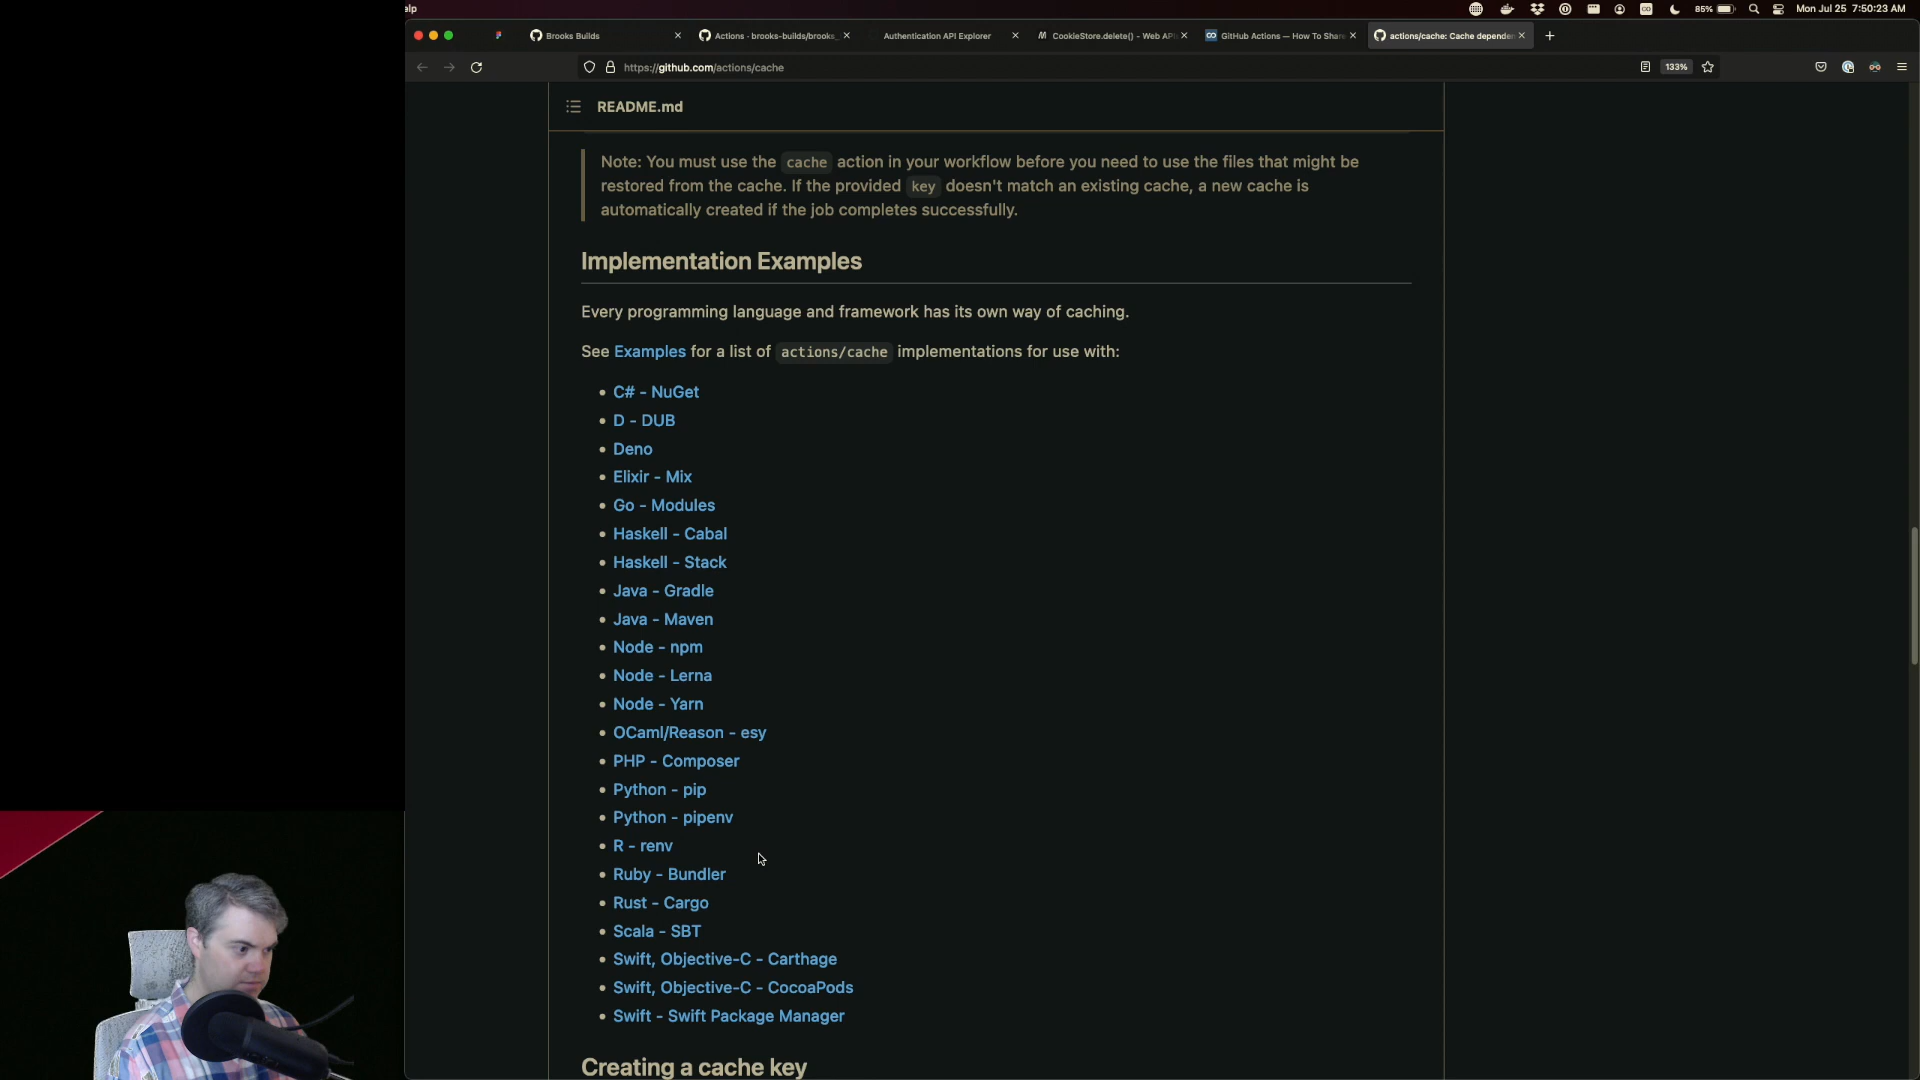 elp
85%
Mon Jul 25 7:50:23 AM
Brooks Builds
Actions · brooks-builds/brooks_
Authentication API Explorer
CookieStore.delete() - Web API
GitHub Actions — How To Share
actions/cache: Cache dependen
https://github.com/actions/cache
133%
README.md
Note: You must use the cache action in your workflow before you need to use the files that might be
restored from the cache. If the provided key doesn't match an existing cache, a new cache is
automatically created if the job completes successfully.
Implementation Examples
Every programming language and framework has its own way of caching.
See Examples for a list of actions/cache implementations for use with:
C# - NuGet
D - DUB
Deno
Elixir - Mix
Go - Modules
Haskell - Cabal
Haskell - Stack
Java - Gradle
Java - Maven
Node - npm
Node - Lerna
Node - Yarn
OCaml/Reason - esy
PHP - Composer
Python - pip
Python - pipenv
R - renv
Ruby - Bundler
Rust - Cargo
Scala - SBT
Swift, Objective-C - Carthage
Swift, Objective-C - CocoaPods
Swift - Swift Package Manager
Creating a cache key